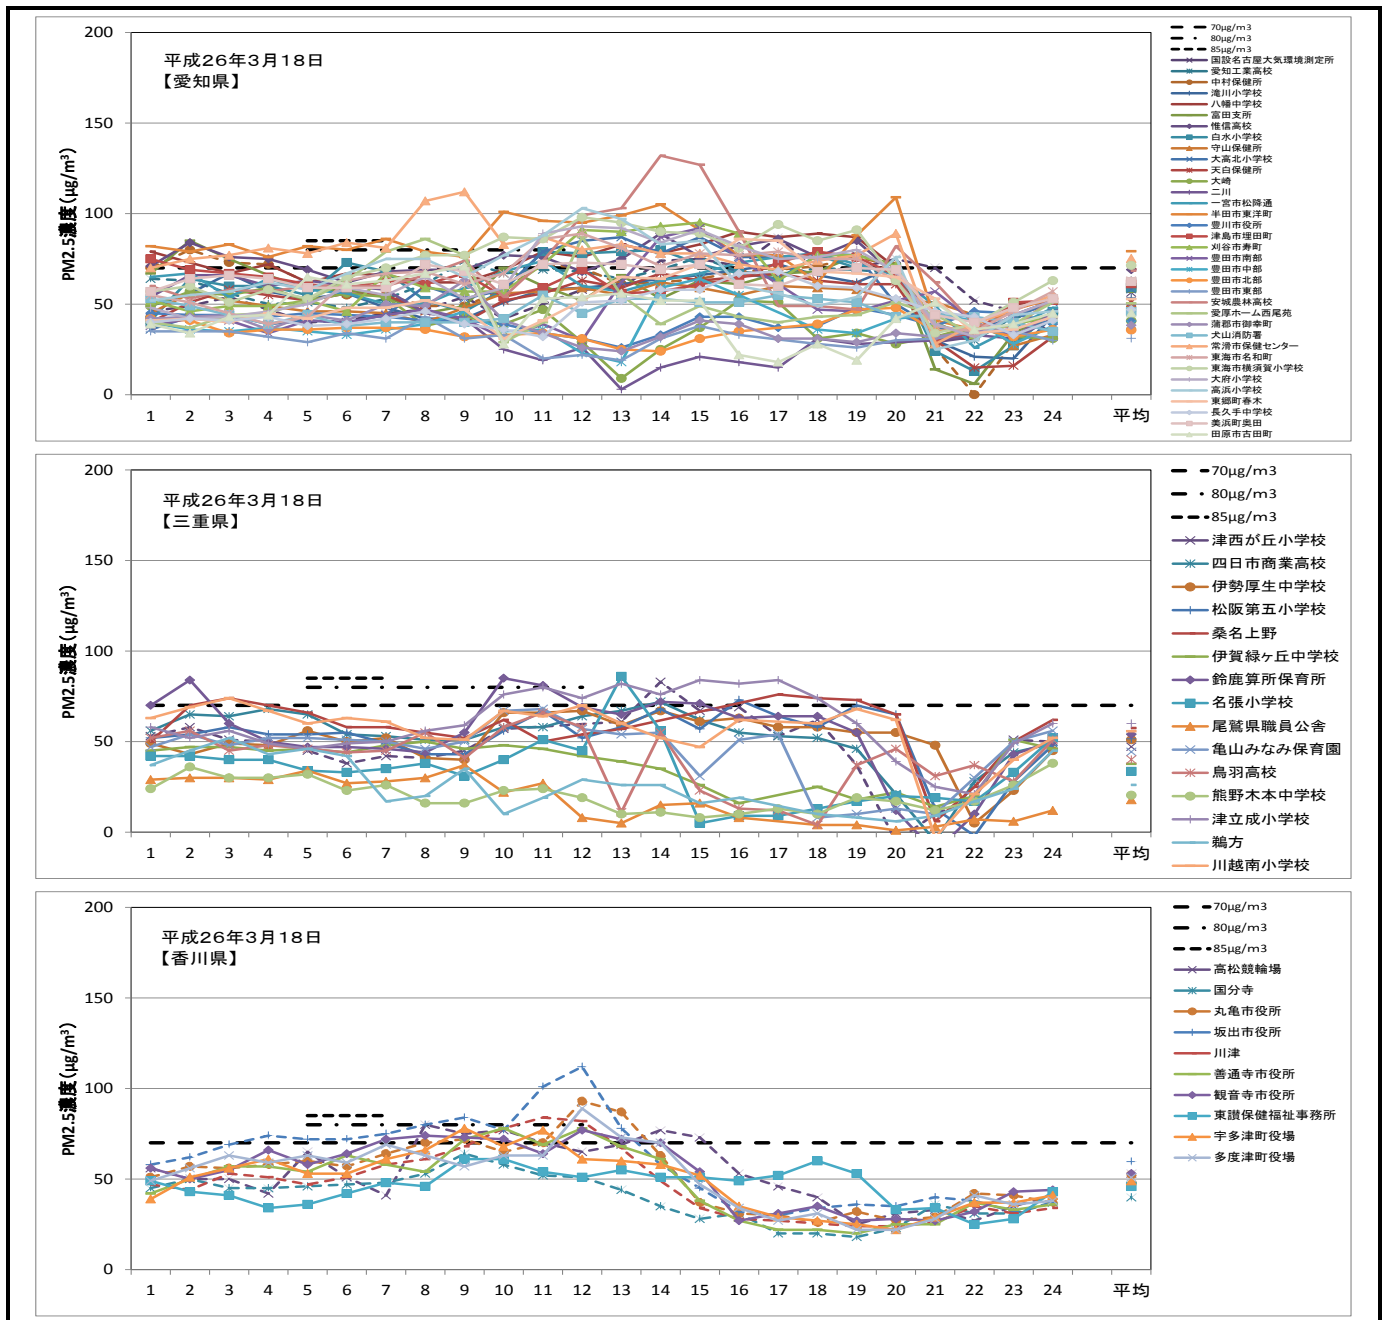 平成26年3月18日
【愛知県】
PM2.5濃度(μg/m³)
200
150
100
50
0
1 2 3 4 5 6 7 8 9 10 11 12 13 14 15 16 17 18 19 20 21 22 23 24 平均
70μg/m3
80μg/m3
85μg/m3
国設名古屋大気環境測定所
愛知工業高校
中村保健所
滝川小学校
八幡中学校
富田支所
惟信高校
白水小学校
守山保健所
大高北小学校
天白保健所
大崎
二川
一宮市松降通
半田市東洋町
豊川市役所
津島市埋田町
刈谷市寿町
豊田市南部
豊田市中部
豊田市北部
豊田市東部
安城農林高校
愛厚ホーム西尾苑
蒲郡市御幸町
犬山消防署
常滑市保健センター
東海市名和町
東海市横須賀小学校
大府小学校
高浜小学校
東郷町春木
長久手中学校
美浜町奥田
田原市古田町
平成26年3月18日
【三重県】
PM2.5濃度(μg/m³)
200
150
100
50
0
1 2 3 4 5 6 7 8 9 10 11 12 13 14 15 16 17 18 19 20 21 22 23 24 平均
70μg/m3
80μg/m3
85μg/m3
津西が丘小学校
四日市商業高校
伊勢厚生中学校
松阪第五小学校
桑名上野
伊賀緑ヶ丘中学校
鈴鹿算所保育所
名張小学校
尾鷲県職員公舎
亀山みなみ保育園
鳥羽高校
熊野木本中学校
津立成小学校
鵜方
川越南小学校
平成26年3月18日
【香川県】
PM2.5濃度(μg/m³)
200
150
100
50
0
1 2 3 4 5 6 7 8 9 10 11 12 13 14 15 16 17 18 19 20 21 22 23 24 平均
70μg/m3
80μg/m3
85μg/m3
高松競輪場
国分寺
丸亀市役所
坂出市役所
川津
善通寺市役所
観音寺市役所
東讃保健福祉事務所
宇多津町役場
多度津町役場